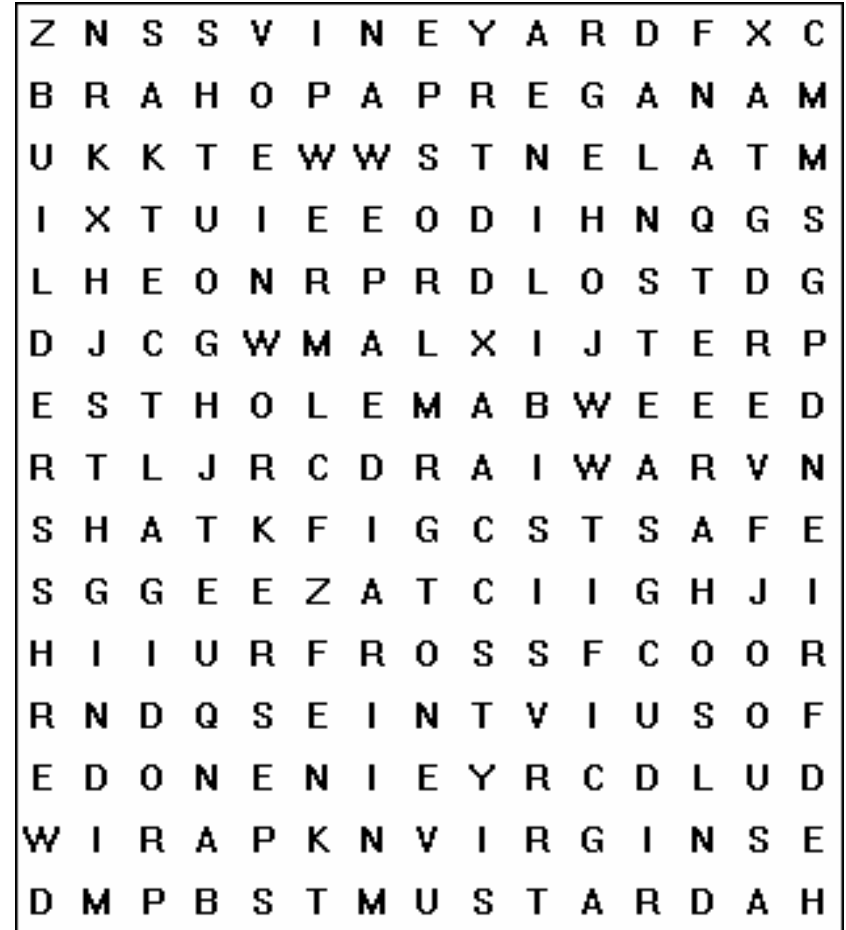 Z N S S V I N E Y A R D F X C
B R A H O P A P R E G A N A M
U K K T E W W S T N E L A T M
I X T U I E E O D I H N Q G S
L H E O N R P R D L O S T D G
D J C G W M A L X I J T E R P
E S T H O L E M A B W E E E D
R T L J R C D R A I W A R V N
S H A T K F I G C S T S A F E
S G G E E Z A T C I I G H J I
H I I U R F R O S S F C O O R
R N D Q S E I N T V I U S O F
E D O N E N I E Y R C D L U D
W I R A P K N V I R G I N S E
D M P B S T M U S T A R D A H